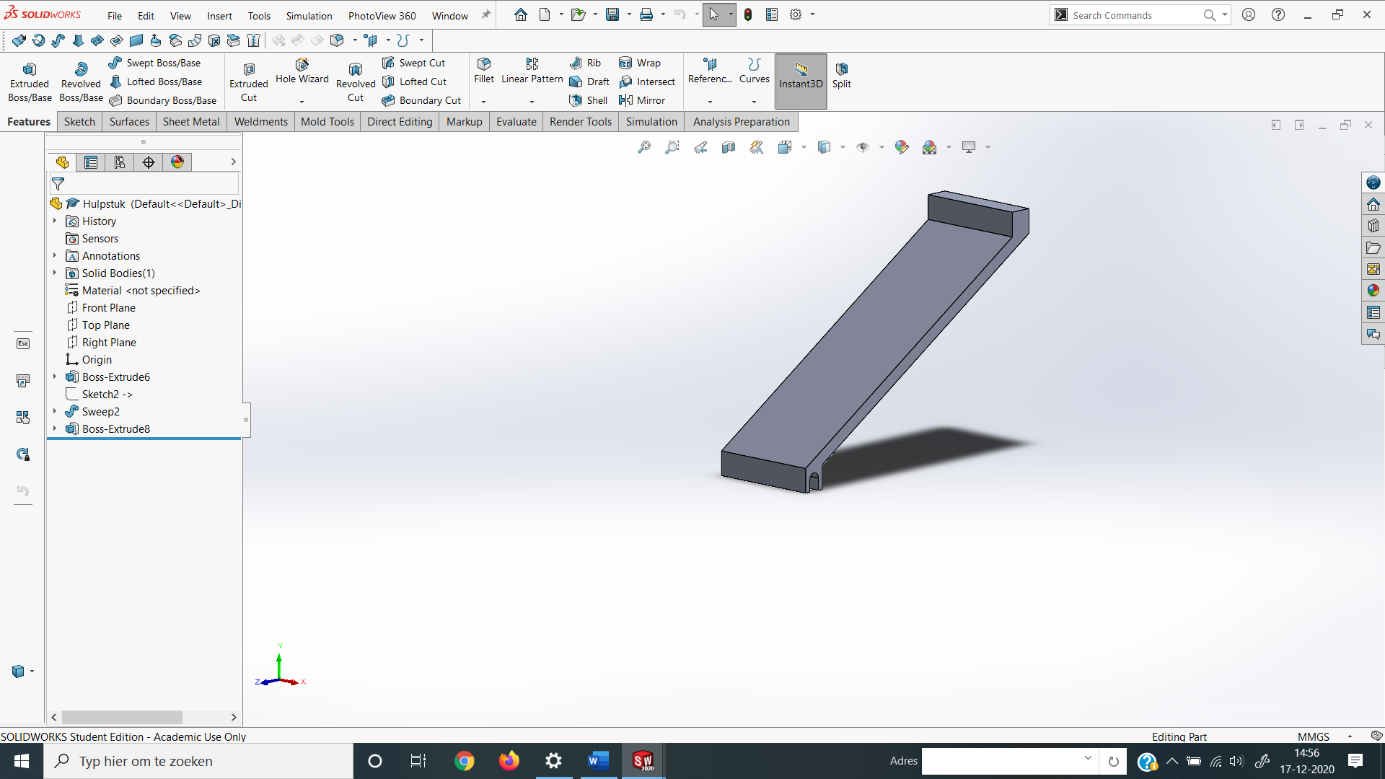 SOLIDWORKS File Edit View Insert Tools Simulation PhotoView 360 Window Search Commands
Extruded Boss/Base
Revolved Boss/Base
Swept Boss/Base
Lofted Boss/Base
Boundary Boss/Base
Extruded Cut
Hole Wizard
Revolved Cut
Swept Cut
Lofted Cut
Boundary Cut
Fillet
Linear Pattern
Rib
Draft
Shell
Wrap
Intersect
Mirror
Referenc...
Curves
Instant3D
Split
Features Sketch Surfaces Sheet Metal Weldments Mold Tools Direct Editing Markup Evaluate Render Tools Simulation Analysis Preparation
Hulpstuk (Default<<Default>_Di
History
Sensors
Annotations
Solid Bodies(1)
Material <not specified>
Front Plane
Top Plane
Right Plane
Origin
Boss-Extrude6
Sketch2 ->
Sweep2
Boss-Extrude8
Esc
Y
Z X
SOLIDWORKS Student Edition - Academic Use Only Editing Part MMGS
Typ hier om te zoeken Adres 14:56
17-12-2020